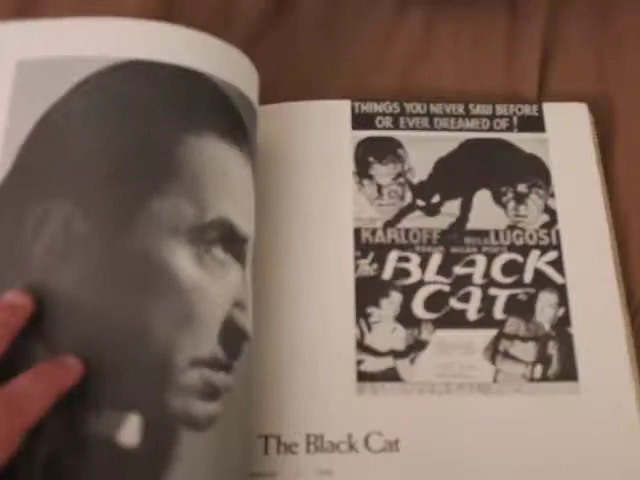 THINGS YOU NEVER SAW BEFORE
OR EVER DREAMED OF!
KARLOFF LUGOSI
The BLACK
CAT
The Black Cat